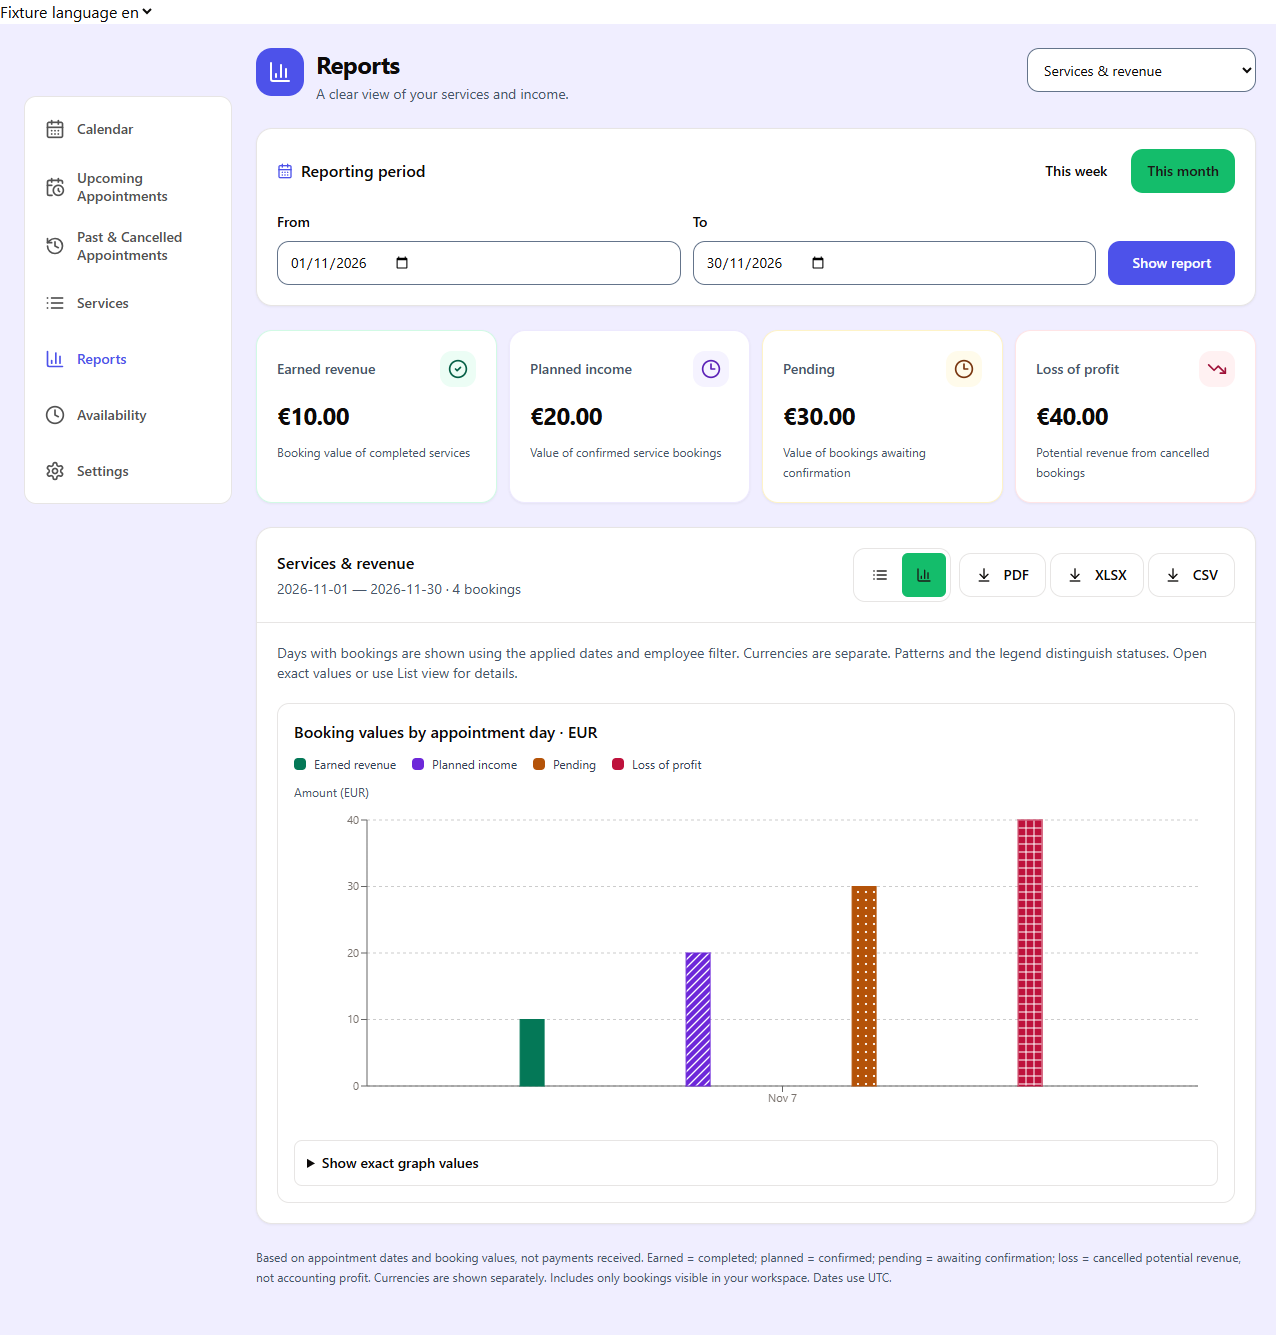 Fixture language en
Reports
A clear view of your services and income.
Services & revenue
Calendar
Upcoming
Appointments
Past & Cancelled
Appointments
Services
Reports
Availability
Settings
Reporting period
This week
This month
From
To
01/11/2026
30/11/2026
Show report
Earned revenue
€10.00
Booking value of completed services
Planned income
€20.00
Value of confirmed service bookings
Pending
€30.00
Value of bookings awaiting
confirmation
Loss of profit
€40.00
Potential revenue from cancelled
bookings
Services & revenue
2026-11-01 — 2026-11-30 · 4 bookings
PDF
XLSX
CSV
Days with bookings are shown using the applied dates and employee filter. Currencies are separate. Patterns and the legend distinguish statuses. Open
exact values or use List view for details.
Booking values by appointment day · EUR
Earned revenue
Planned income
Pending
Loss of profit
Amount (EUR)
40
30
20
10
0
Nov 7
Show exact graph values
Based on appointment dates and booking values, not payments received. Earned = completed; planned = confirmed; pending = awaiting confirmation; loss = cancelled potential revenue,
not accounting profit. Currencies are shown separately. Includes only bookings visible in your workspace. Dates use UTC.